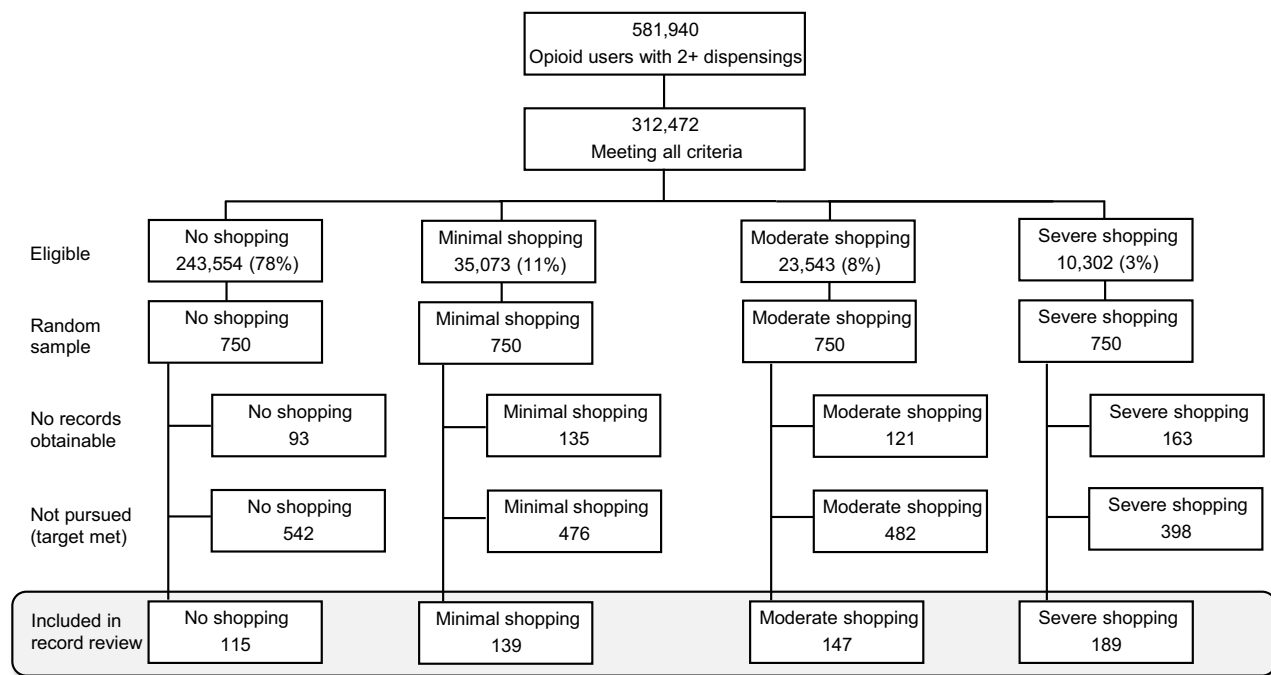 581,940
Opioid users with 2+ dispensings
312,472
Meeting all criteria
Eligible
No shopping
243,554 (78%)
Minimal shopping
35,073 (11%)
Moderate shopping
23,543 (8%)
Severe shopping
10,302 (3%)
Random
sample
No shopping
750
Minimal shopping
750
Moderate shopping
750
Severe shopping
750
No records
obtainable
No shopping
93
Minimal shopping
135
Moderate shopping
121
Severe shopping
163
Not pursued
(target met)
No shopping
542
Minimal shopping
476
Moderate shopping
482
Severe shopping
398
Included in
record review
No shopping
115
Minimal shopping
139
Moderate shopping
147
Severe shopping
189